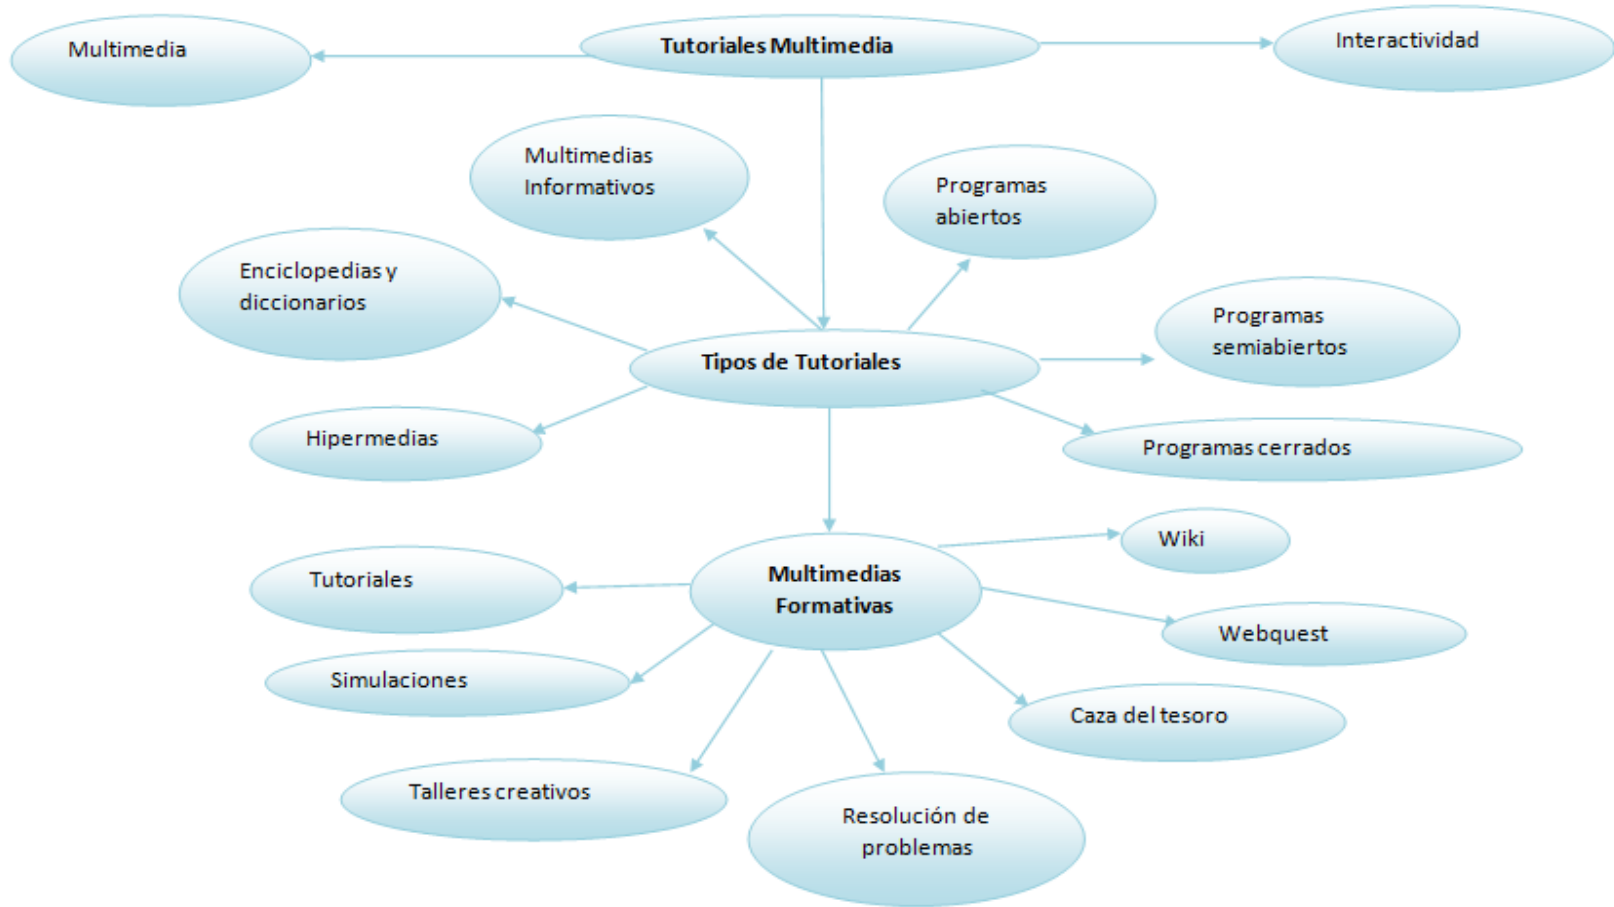 Multimedia
Tutoriales Multimedia
Interactividad
Multimedias
Informativos
Programas
abiertos
Enciclopedias y
diccionarios
Programas
semiabiertos
Tipos de Tutoriales
Hipermedias
Programas cerrados
Wiki
Tutoriales
Multimedias
Formativas
Webquest
Simulaciones
Caza del tesoro
Talleres creativos
Resolución de
problemas